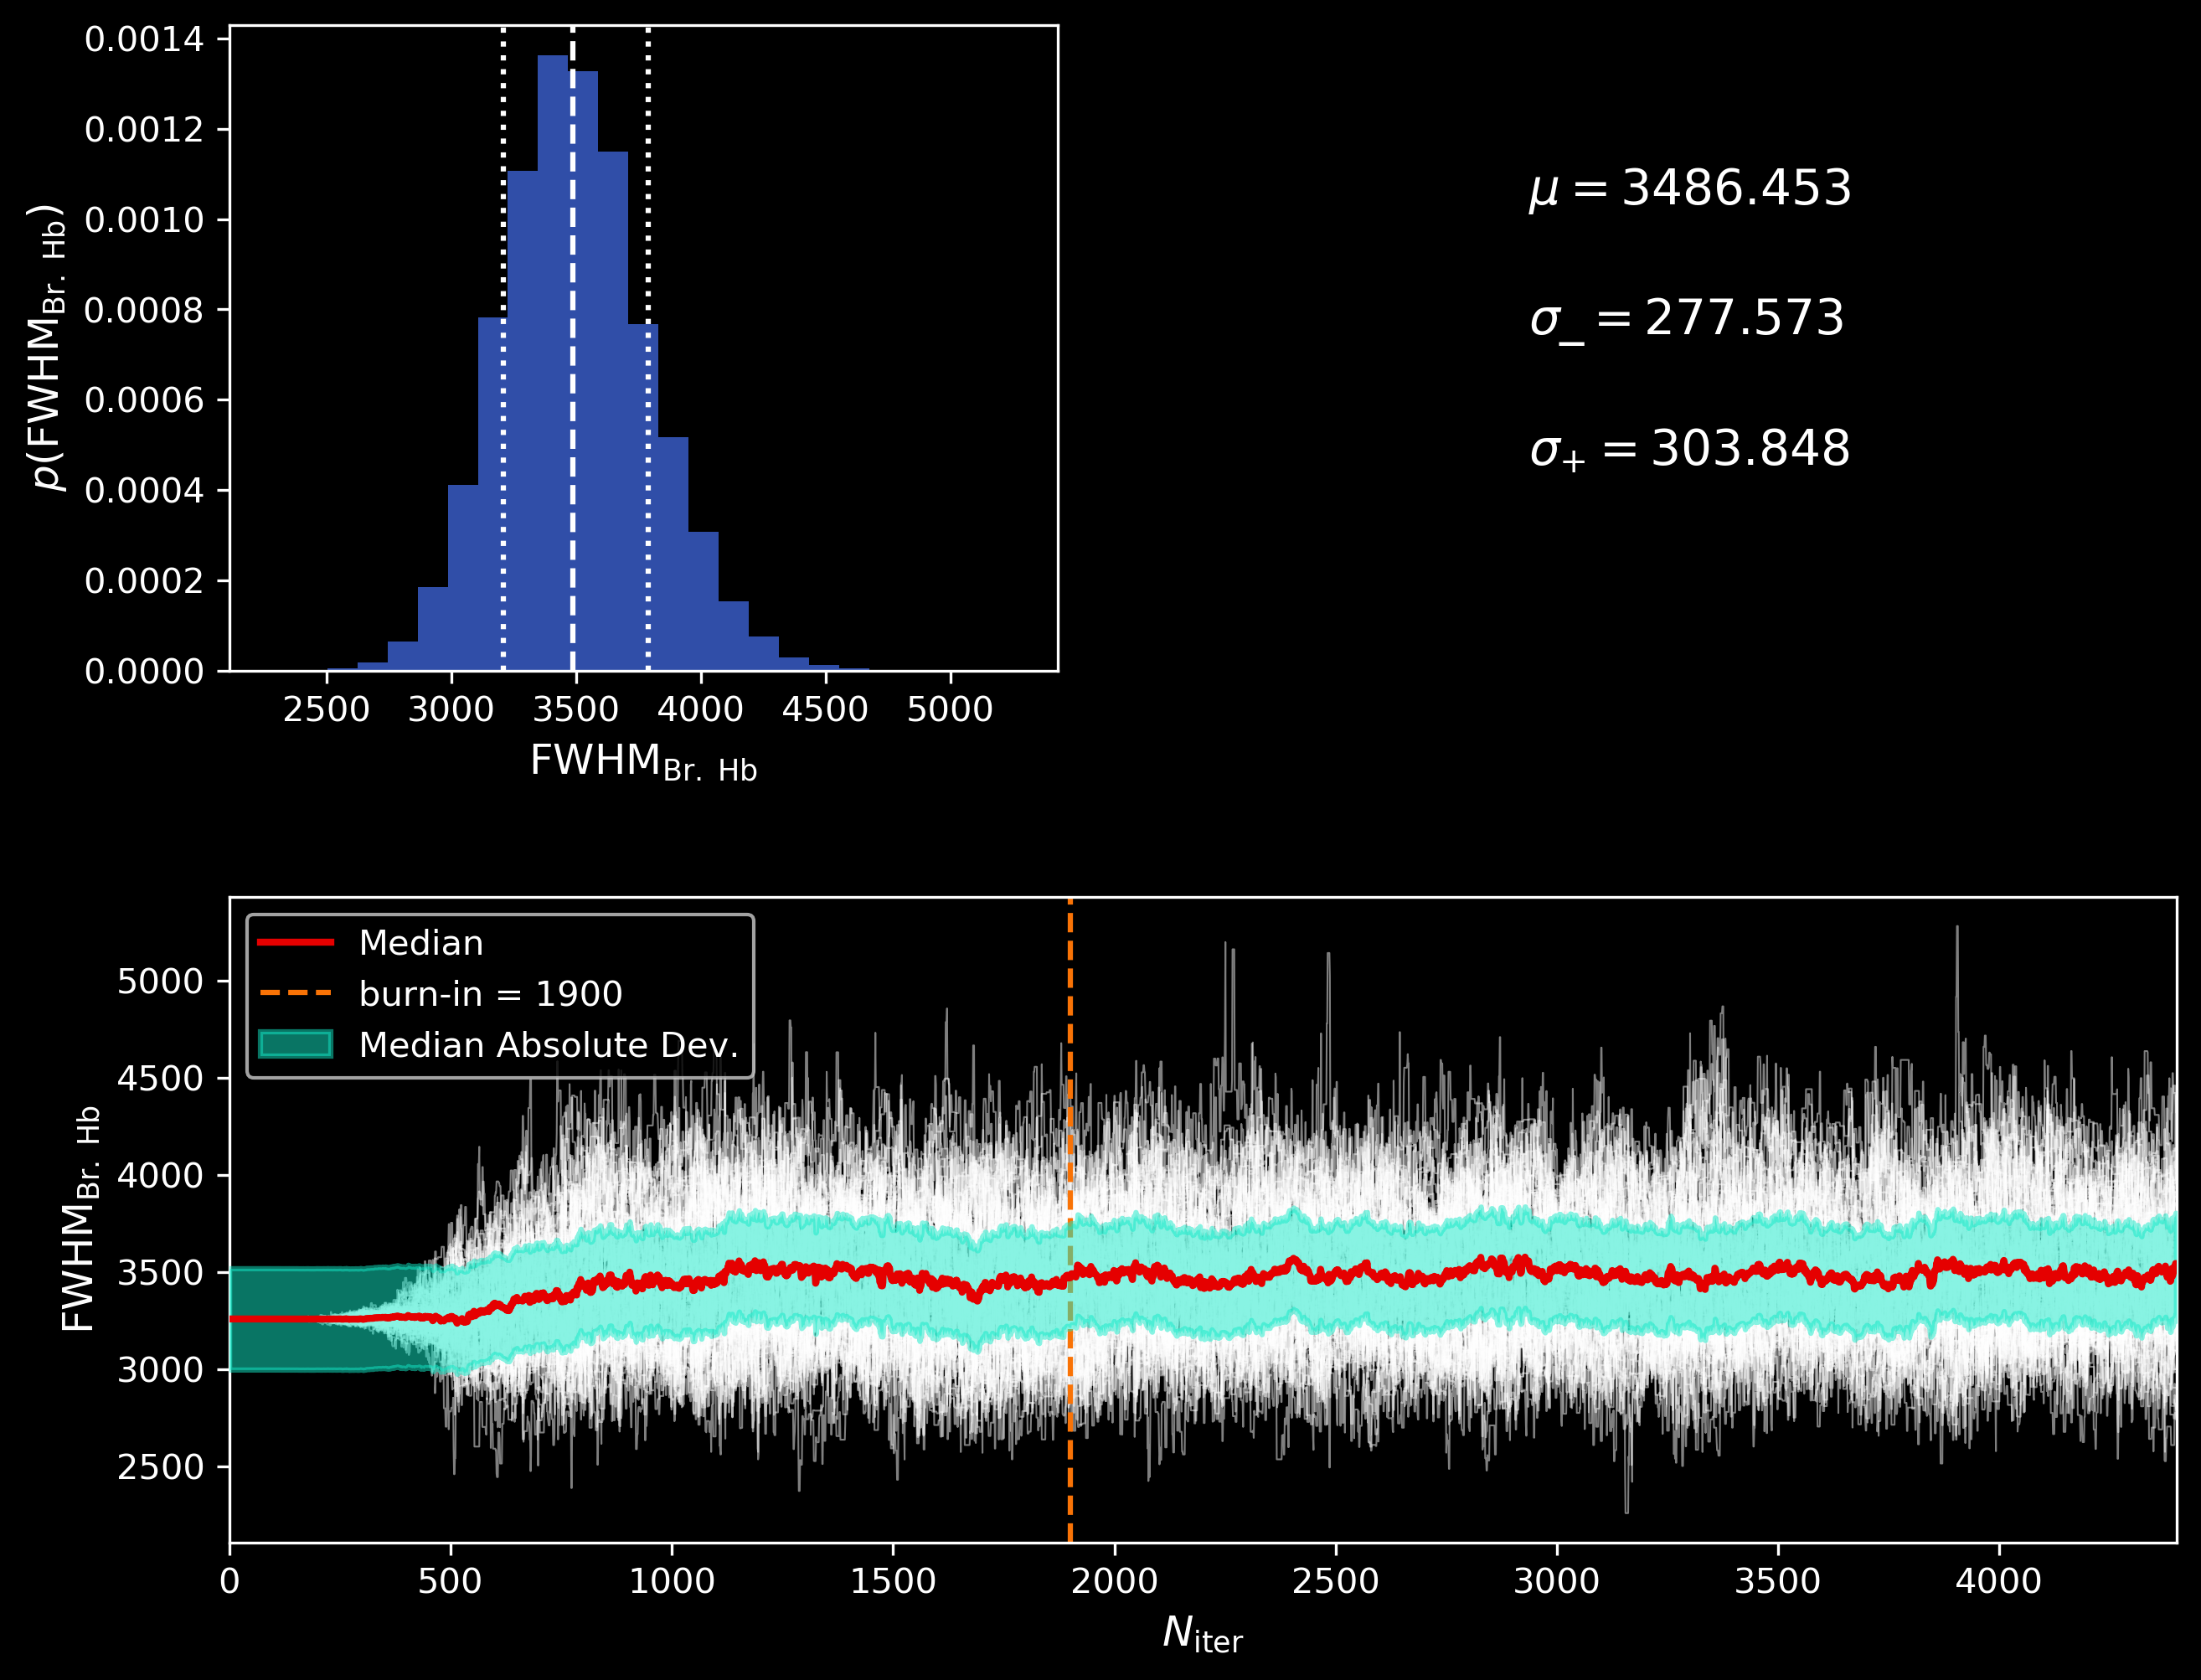 0.0014
0.0012
0.0010
0.0008
0.0006
0.0004
0.0002
0.0000
p(FWHM_Br. Hb)
2500 3000 3500 4000 4500 5000
FWHM_Br. Hb
μ = 3486.453
σ_− = 277.573
σ_+ = 303.848
Median
burn-in = 1900
Median Absolute Dev.
5000
4500
4000
3500
3000
2500
FWHM_Br. Hb
0 500 1000 1500 2000 2500 3000 3500 4000
N_iter